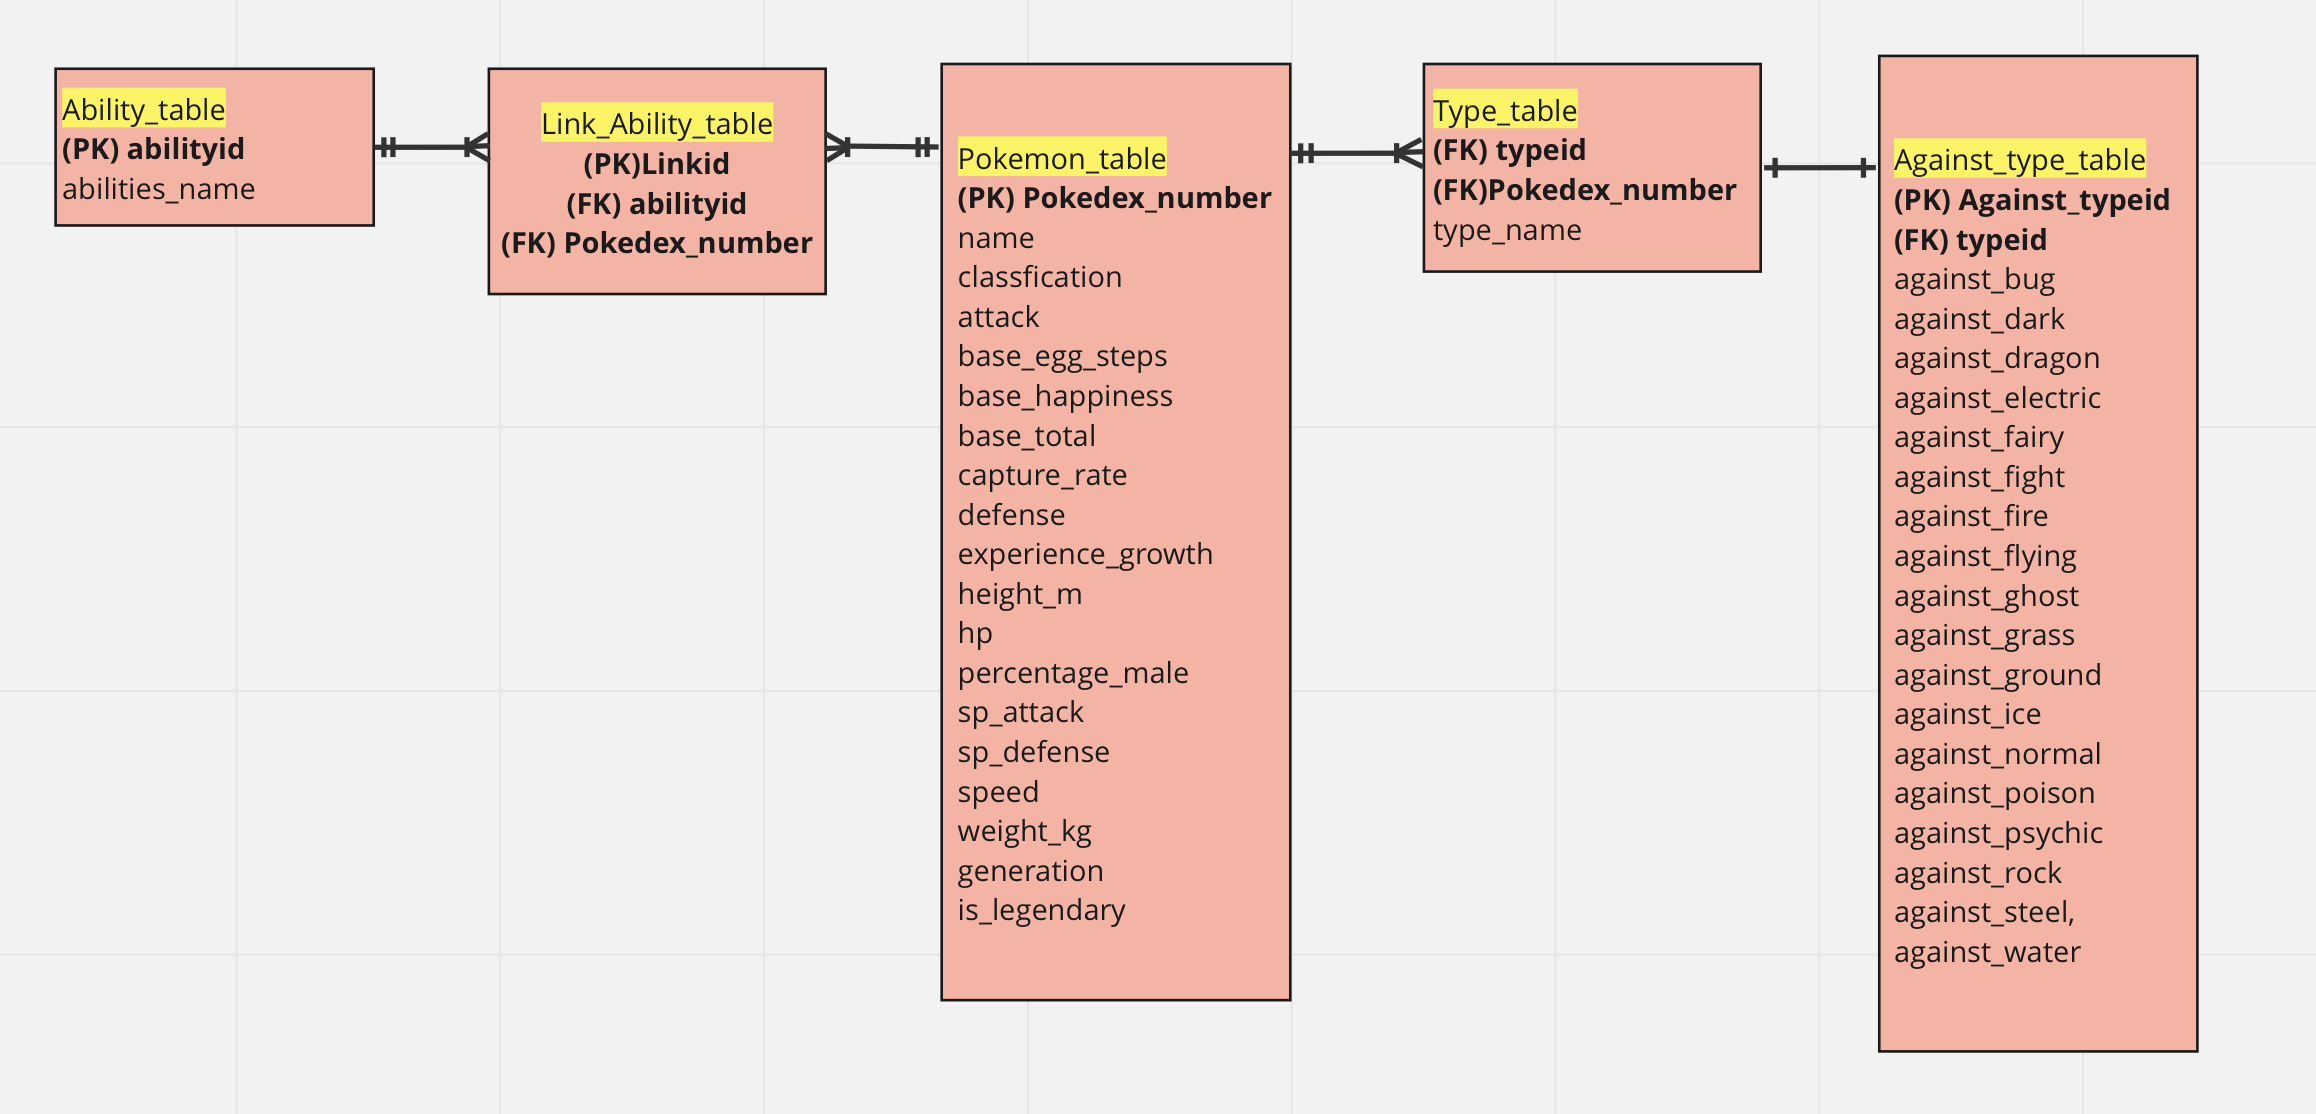 Ability_table
(PK) abilityid
abilities_name
Link_Ability_table
(PK)Linkid
(FK) abilityid
(FK) Pokedex_number
Pokemon_table
(PK) Pokedex_number
name
classfication
attack
base_egg_steps
base_happiness
base_total
capture_rate
defense
experience_growth
height_m
hp
percentage_male
sp_attack
sp_defense
speed
weight_kg
generation
is_legendary
Type_table
(FK) typeid
(FK)Pokedex_number
type_name
Against_type_table
(PK) Against_typeid
(FK) typeid
against_bug
against_dark
against_dragon
against_electric
against_fairy
against_fight
against_fire
against_flying
against_ghost
against_grass
against_ground
against_ice
against_normal
against_poison
against_psychic
against_rock
against_steel,
against_water